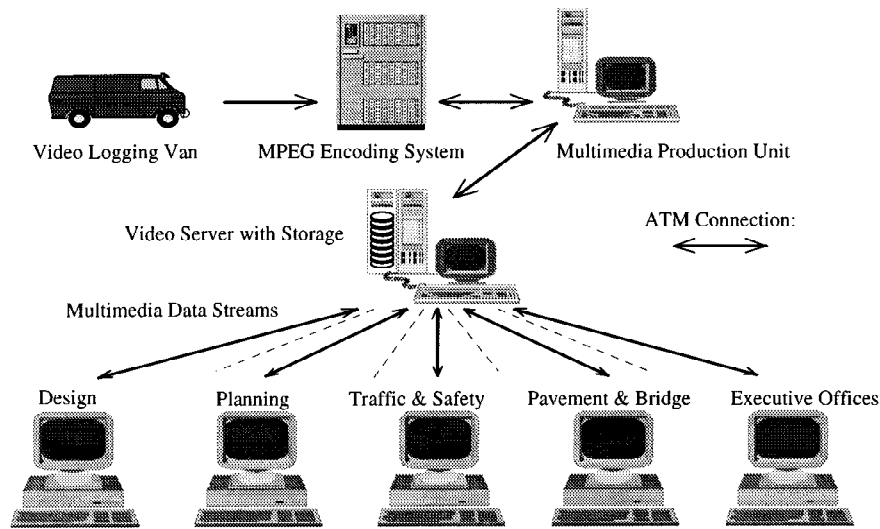 Video Logging Van
MPEG Encoding System
Multimedia Production Unit
Video Server with Storage
ATM Connection:
Multimedia Data Streams
Design
Planning
Traffic & Safety
Pavement & Bridge
Executive Offices